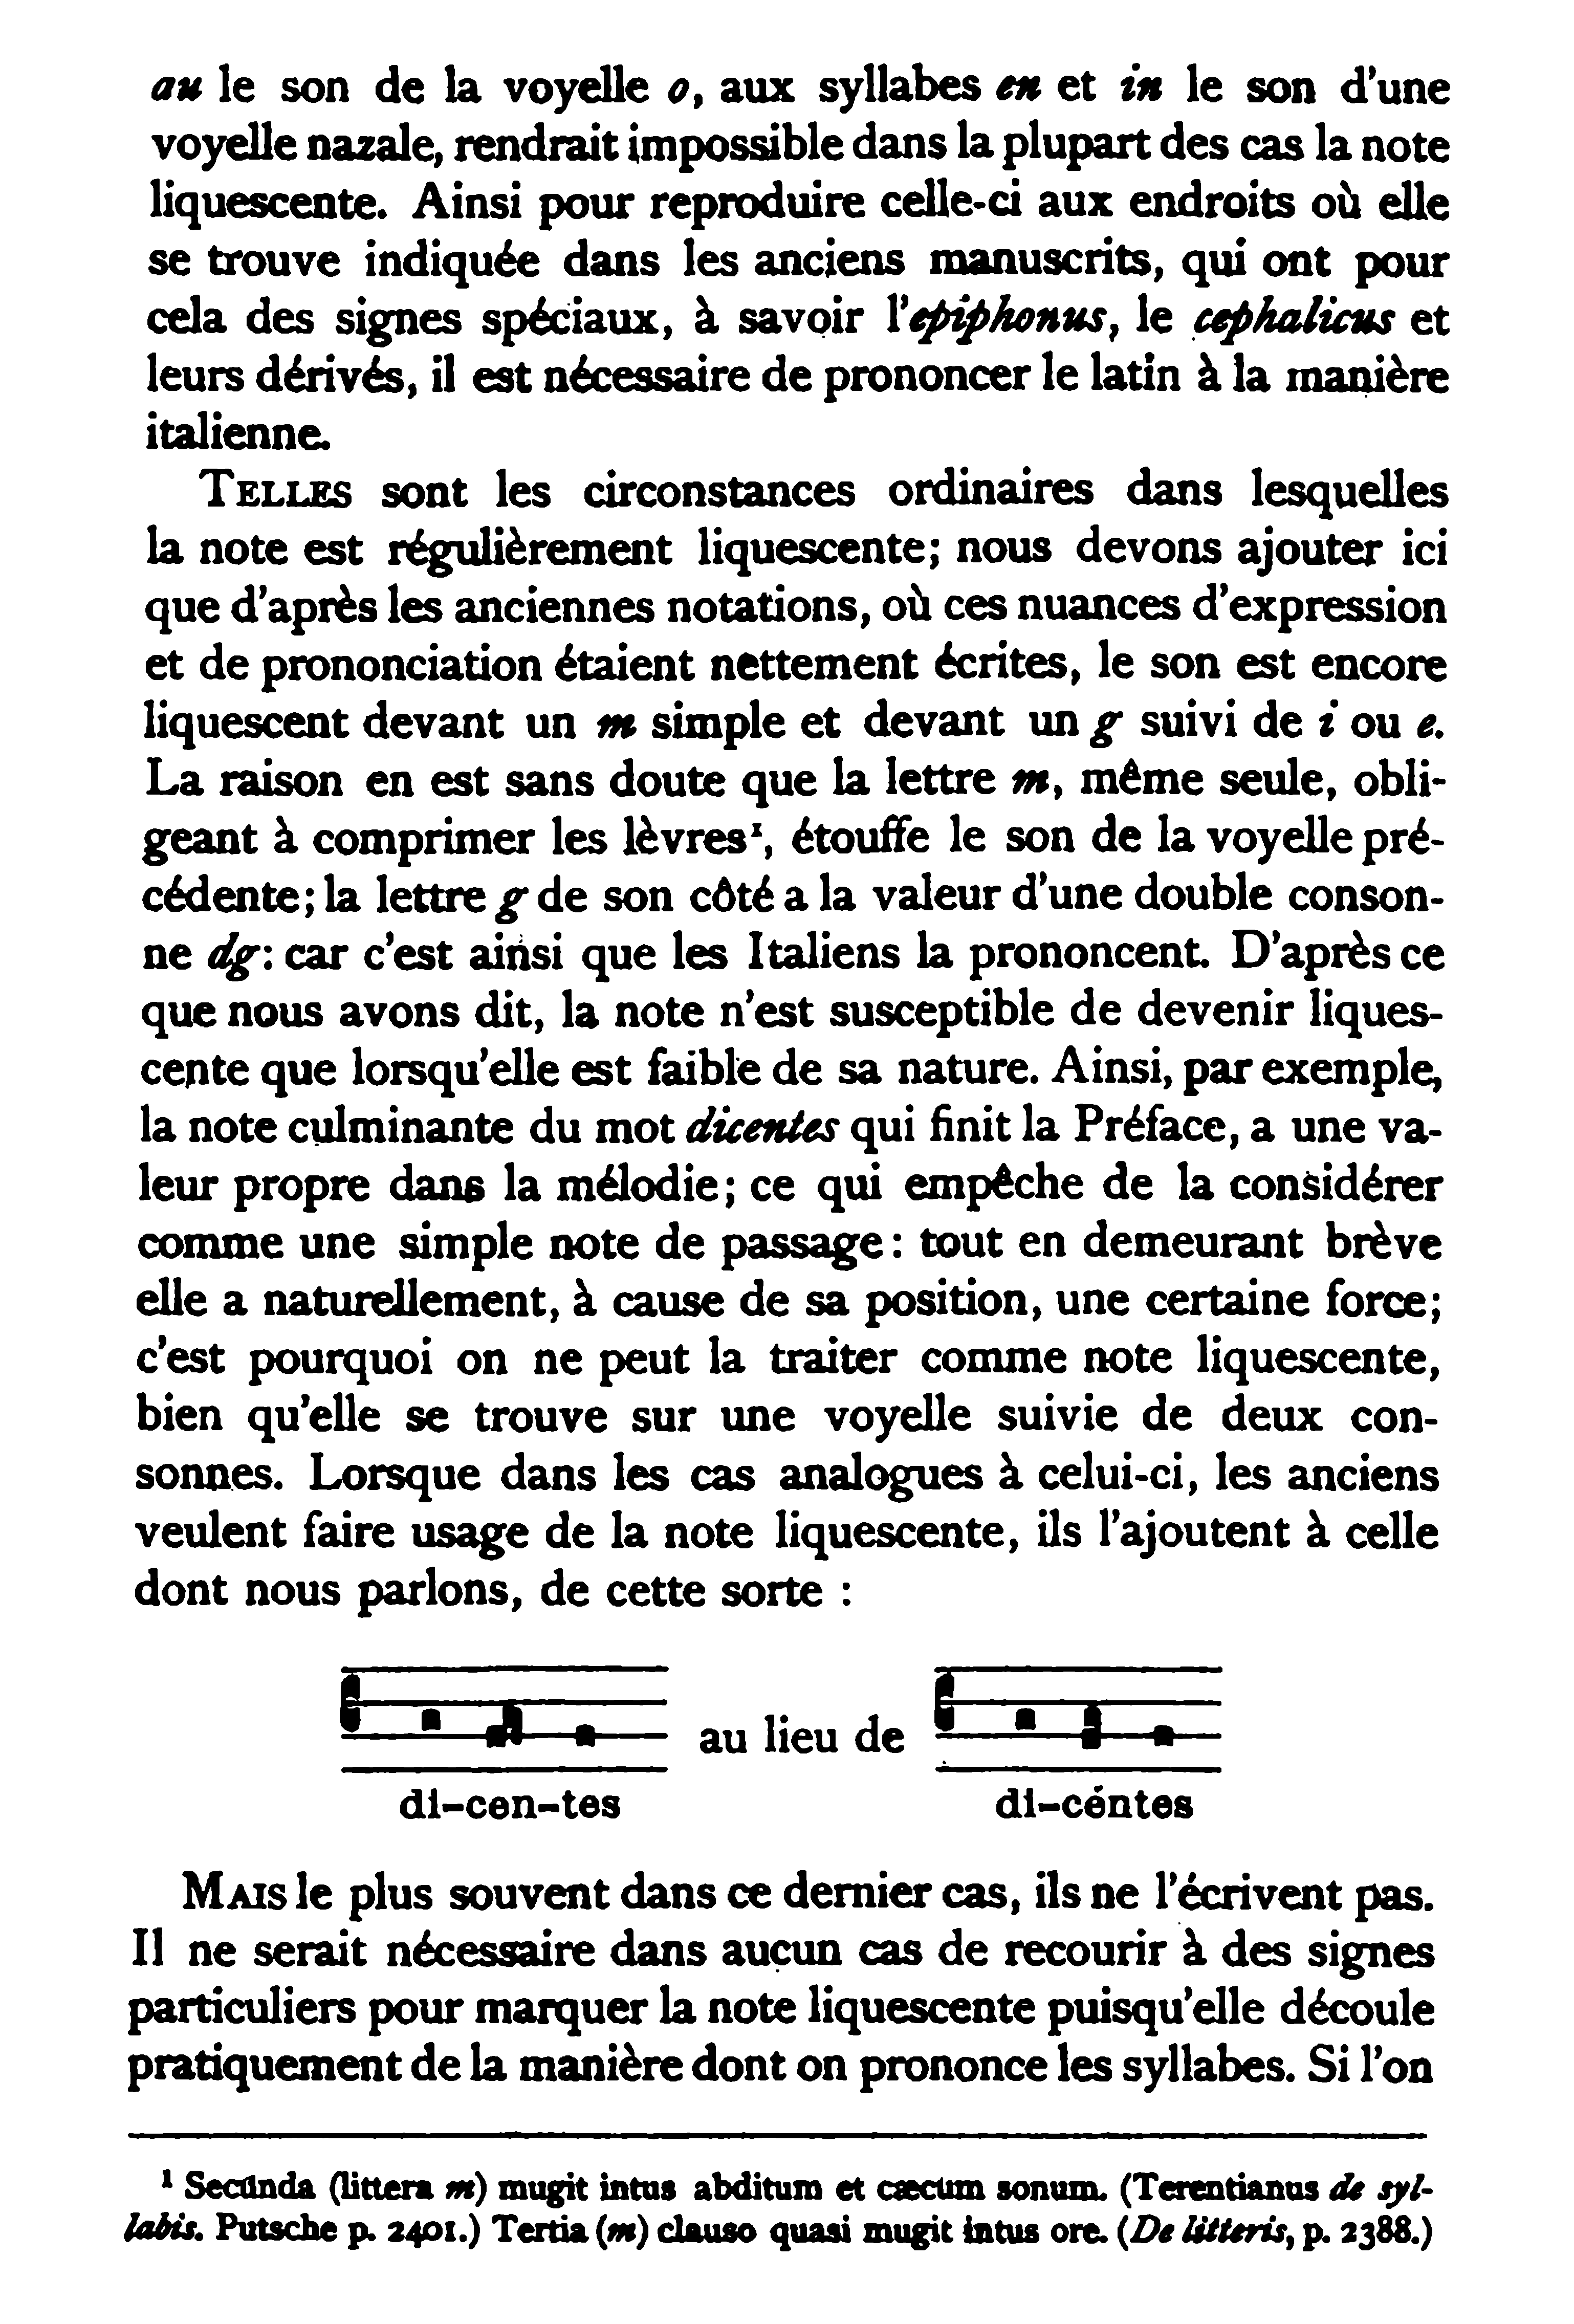 au le son de la voyelle o, aux syllabes en et in le son d'une
voyelle nazale, rendrait impossible dans la plupart des cas la note
liquescente. Ainsi pour reproduire celle-ci aux endroits où elle
se trouve indiquée dans les anciens manuscrits, qui ont pour
cela des signes spéciaux, à savoir l'epiphonus, le cephalicus et
leurs dérivés, il est nécessaire de prononcer le latin à la manière
italienne.
TELLES sont les circonstances ordinaires dans lesquelles
la note est régulièrement liquescente; nous devons ajouter ici
que d'après les anciennes notations, où ces nuances d'expression
et de prononciation étaient nettement écrites, le son est encore
liquescent devant un m simple et devant un g suivi de i ou e.
La raison en est sans doute que la lettre m, même seule, obli-
geant à comprimer les lèvres¹, étouffe le son de la voyelle pré-
cédente; la lettre g de son côté a la valeur d'une double conson-
ne dg: car c'est ainsi que les Italiens la prononcent. D'après ce
que nous avons dit, la note n'est susceptible de devenir liques-
cente que lorsqu'elle est faible de sa nature. Ainsi, par exemple,
la note culminante du mot dicentes qui finit la Préface, a une va-
leur propre dans la mélodie; ce qui empêche de la considérer
comme une simple note de passage: tout en demeurant brève
elle a naturellement, à cause de sa position, une certaine force;
c'est pourquoi on ne peut la traiter comme note liquescente,
bien qu'elle se trouve sur une voyelle suivie de deux con-
sonnes. Lorsque dans les cas analogues à celui-ci, les anciens
veulent faire usage de la note liquescente, ils l'ajoutent à celle
dont nous parlons, de cette sorte :
au lieu de
di-cen-tes di-céntes
MAIS le plus souvent dans ce dernier cas, ils ne l'écrivent pas.
Il ne serait nécessaire dans aucun cas de recourir à des signes
particuliers pour marquer la note liquescente puisqu'elle découle
pratiquement de la manière dont on prononce les syllabes. Si l'on
¹ Secunda (littera m) mugit intus abditum et cæcum sonum. (Terentianus de syl-
labis. Putsche p. 2401.) Tertia (m) clauso quasi mugit intus ore. (De litteris, p. 2388.)